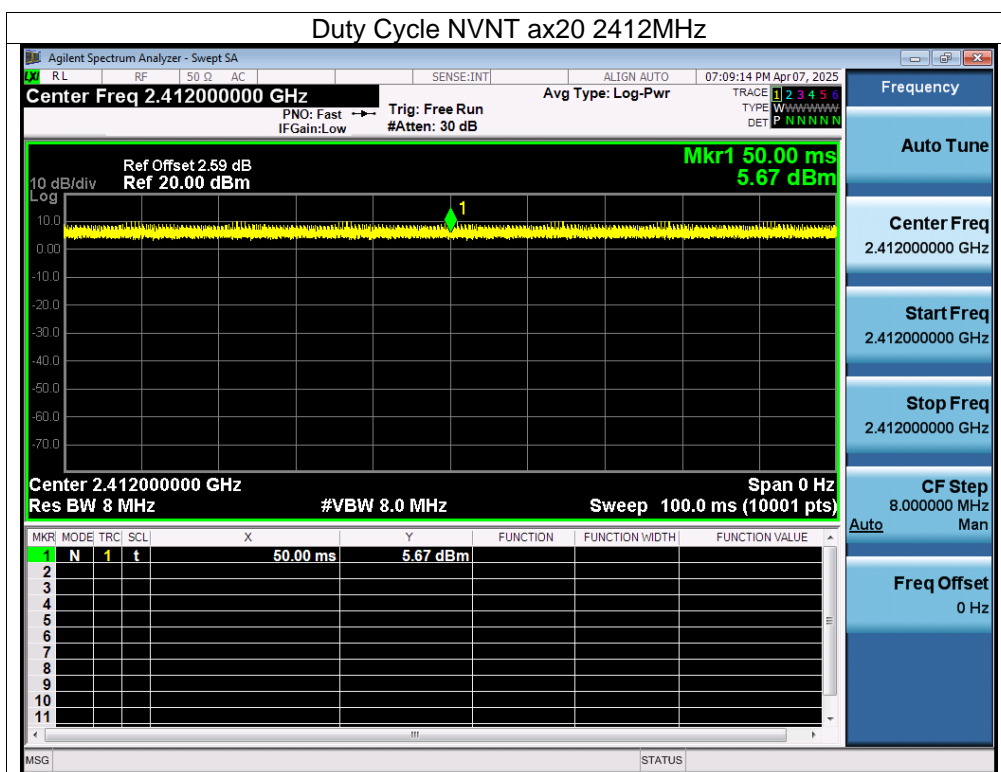 Duty Cycle NVNT ax20 2412MHz
Agilent Spectrum Analyzer - Swept SA
LXI RL RF 50 Ω AC SENSE:INT ALIGN AUTO 07:09:14 PM Apr 07, 2025
Center Freq 2.412000000 GHz Avg Type: Log-Pwr TRACE 1 2 3 4 5 6
PNO: Fast Trig: Free Run TYPE WWWWWW
IFGain:Low #Atten: 30 dB DET P N N N N N
Mkr1 50.00 ms
Ref Offset 2.59 dB
10 dB/div Ref 20.00 dBm 5.67 dBm
Log
1
10.0
0.00
-10.0
-20.0
-30.0
-40.0
-50.0
-60.0
-70.0
Center 2.412000000 GHz Span 0 Hz
Res BW 8 MHz #VBW 8.0 MHz Sweep 100.0 ms (10001 pts)
MKR MODE TRC SCL X Y FUNCTION FUNCTION WIDTH FUNCTION VALUE
1 N 1 t 50.00 ms 5.67 dBm
2
3
4
5
6
7
8
9
10
11
MSG STATUS
Frequency
Auto Tune
Center Freq
2.412000000 GHz
Start Freq
2.412000000 GHz
Stop Freq
2.412000000 GHz
CF Step
8.000000 MHz
Auto Man
Freq Offset
0 Hz